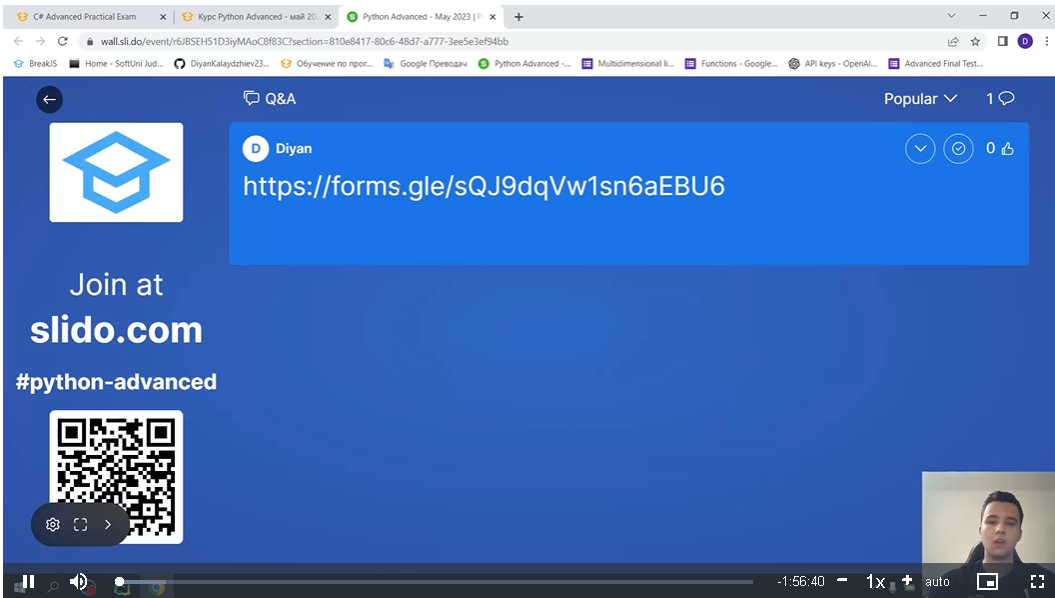 C# Advanced Practical Exam
Курс Python Advanced - май 202
Python Advanced - May 2023 | P
wall.sli.do/event/r6JBSEH51D3iyMAoC8f83C?section=810e8417-80c6-48d7-a777-3ee5e3ef94bb
D
BreakJS
Home - SoftUni Jud...
DiyanKalaydzhiev23...
Обучение по прог...
Google Преводач
Python Advanced -...
Multidimensional li...
Functions - Google...
API keys - OpenAI...
Advanced Final Test...
Q&A
Popular
1
D
Diyan
0
https://forms.gle/sQJ9dqVw1sn6aEBU6
Join at
slido.com
#python-advanced
-1:56:40
1x
auto